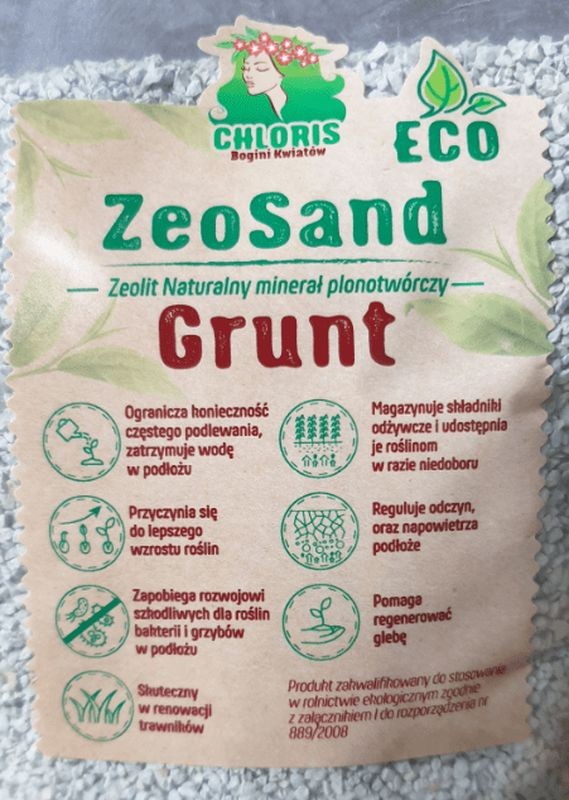 CHLORIS
Bogini Kwiatów
ECO
ZeoSand
Zeolit Naturalny minerał plonotwórczy
Grunt
Ogranicza konieczność
częstego podlewania,
zatrzymuje wodę
w podłożu
Magazynuje składniki
odżywcze i udostępnia
je roślinom
w razie niedoboru
Przyczynia się
do lepszego
wzrostu roślin
Reguluje odczyn,
oraz napowietrza
podłoże
Zapobiega rozwojowi
szkodliwych dla roślin
bakterii i grzybów
w podłożu
Pomaga
regenerować
glebę
Skuteczny
w renowacji
trawników
Produkt zakwalifikowany do stosowania
w rolnictwie ekologicznym zgodnie
z załącznikiem I do rozporządzenia nr
889/2008